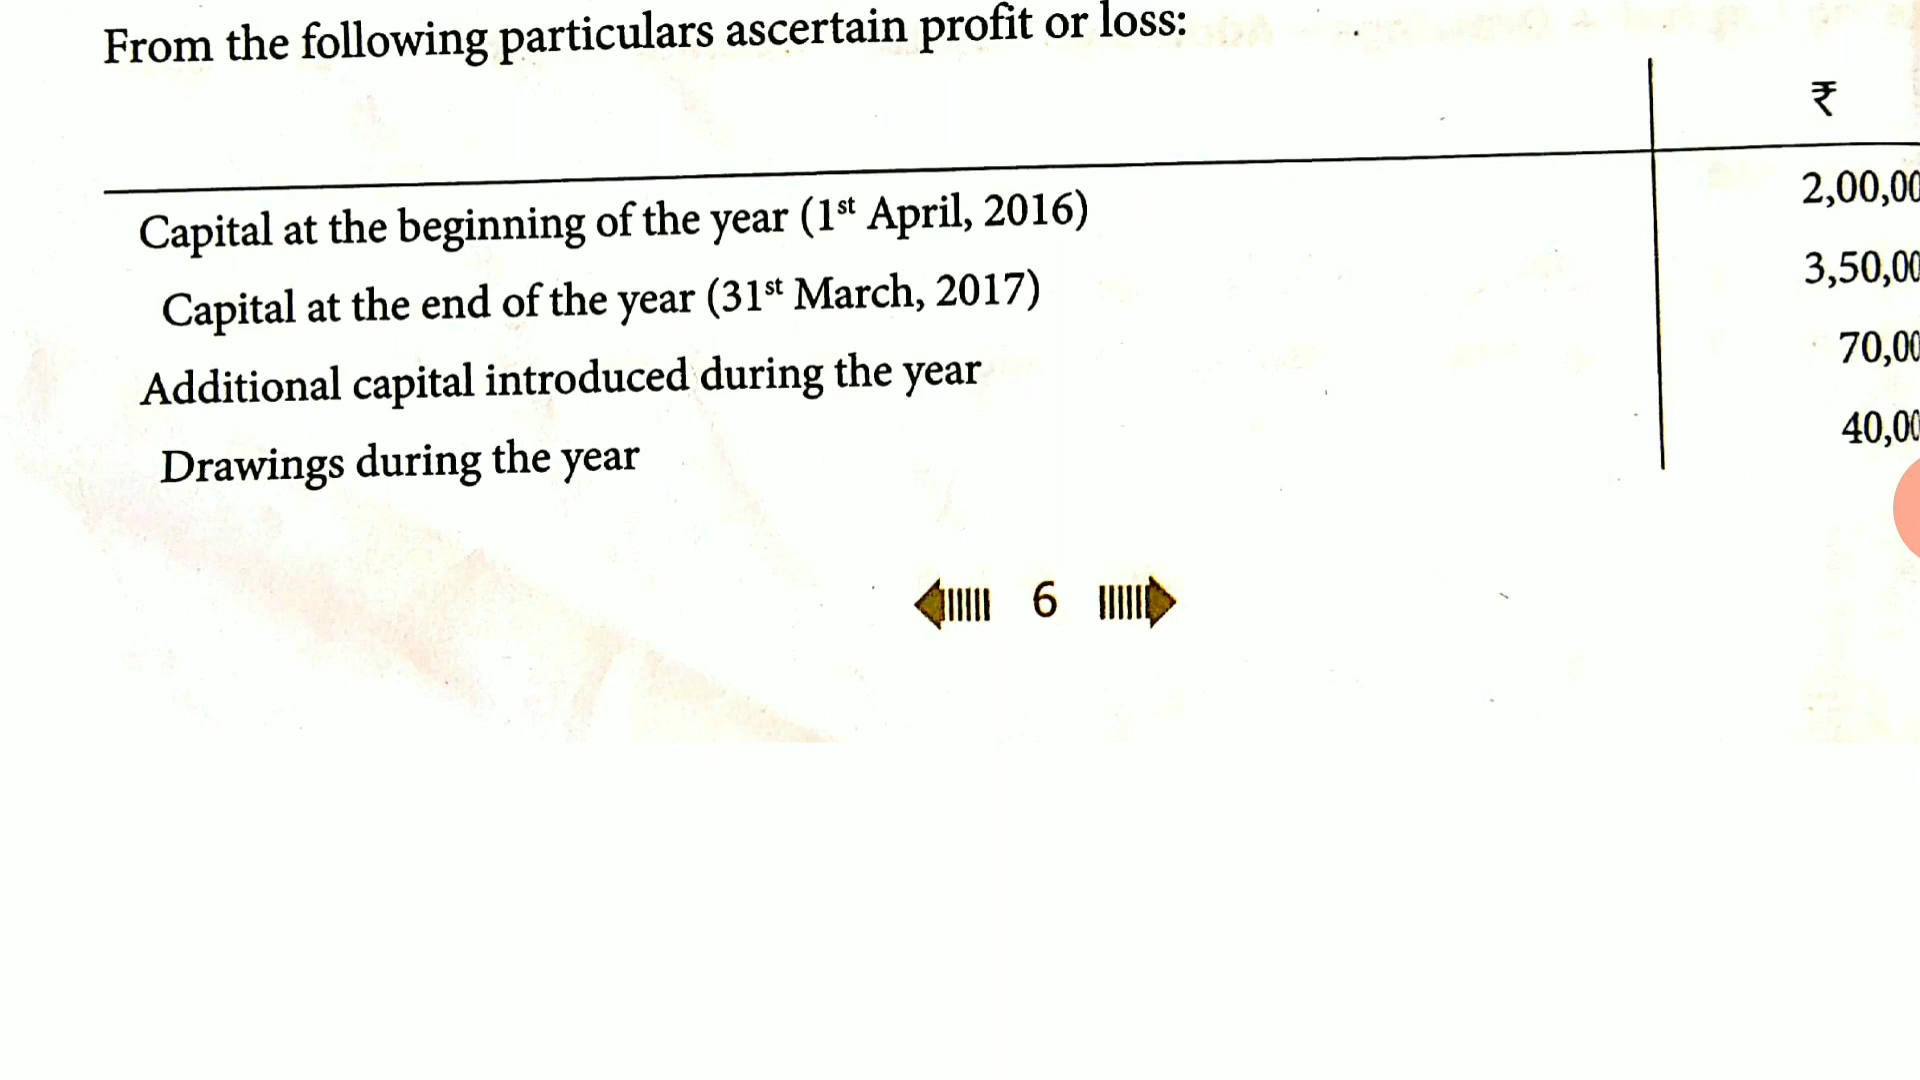 From the following particulars ascertain profit or loss:
₹
Capital at the beginning of the year (1st April, 2016) 2,00,00
Capital at the end of the year (31st March, 2017) 3,50,00
Additional capital introduced during the year 70,00
Drawings during the year 40,00
6